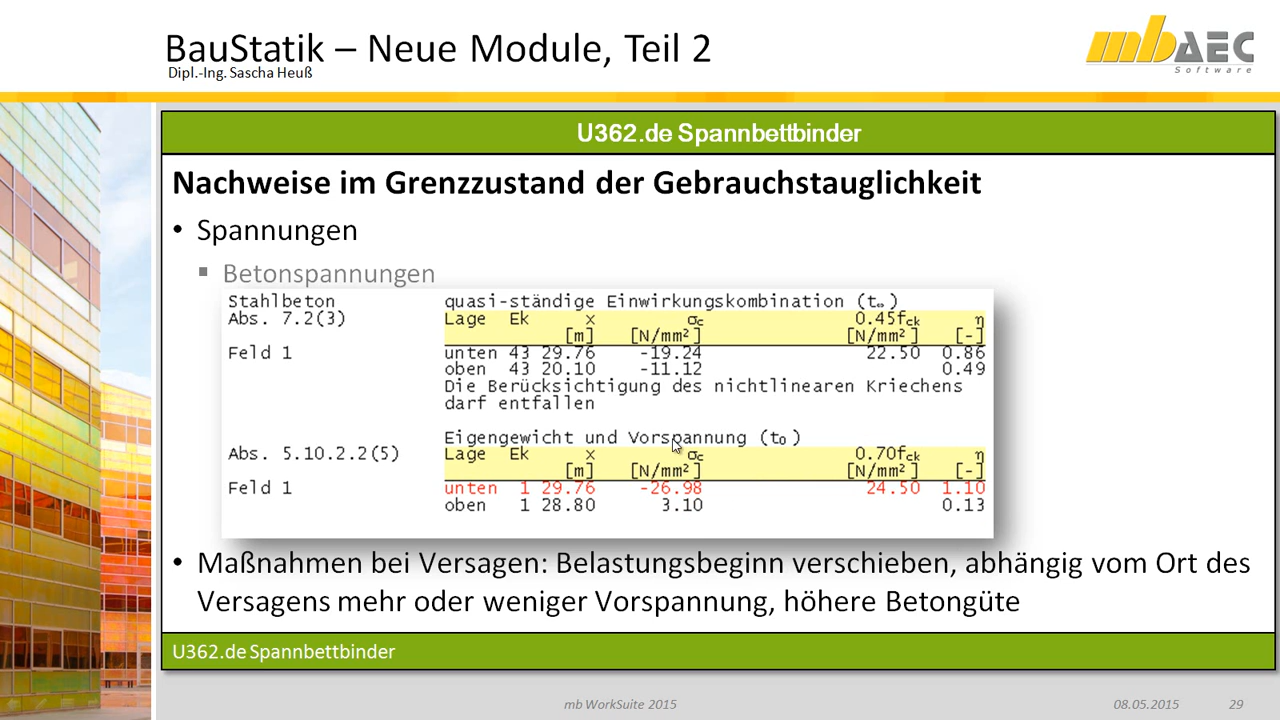 BauStatik – Neue Module, Teil 2
Dipl.-Ing. Sascha Heuß
mbAEC
Software
U362.de Spannbettbinder
Nachweise im Grenzzustand der Gebrauchstauglichkeit
• Spannungen
▪ Betonspannungen
Stahlbeton quasi-ständige Einwirkungskombination (t∞)
Abs. 7.2(3) Lage Ek x σc 0.45fck η
[m] [N/mm²] [N/mm²] [-]
Feld 1 unten 43 29.76 -19.24 22.50 0.86
oben 43 20.10 -11.12 0.49
Die Berücksichtigung des nichtlinearen Kriechens
darf entfallen
Eigengewicht und Vorspannung (t0)
Abs. 5.10.2.2(5) Lage Ek x σc 0.70fck η
[m] [N/mm²] [N/mm²] [-]
Feld 1 unten 1 29.76 -26.98 24.50 1.10
oben 1 28.80 3.10 0.13
• Maßnahmen bei Versagen: Belastungsbeginn verschieben, abhängig vom Ort des
Versagens mehr oder weniger Vorspannung, höhere Betongüte
U362.de Spannbettbinder
mb WorkSuite 2015 08.05.2015 29